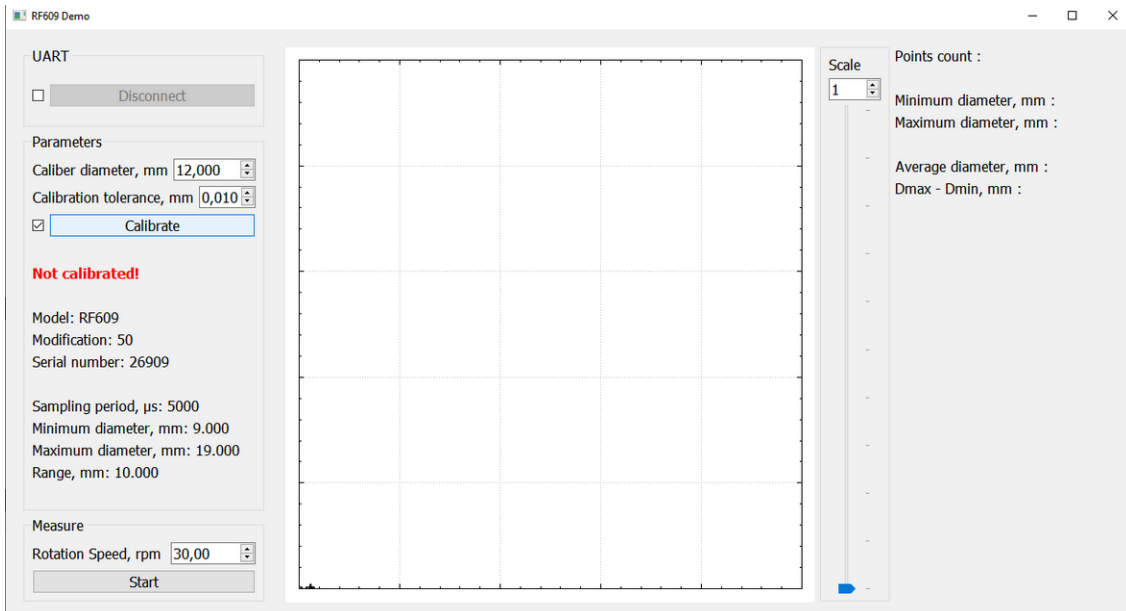 RF609 Demo
UART
Disconnect
Parameters
Caliber diameter, mm 12,000
Calibration tolerance, mm 0,010
Calibrate
Not calibrated!
Model: RF609
Modification: 50
Serial number: 26909
Sampling period, µs: 5000
Minimum diameter, mm: 9.000
Maximum diameter, mm: 19.000
Range, mm: 10.000
Measure
Rotation Speed, rpm 30,00
Start
Scale
1
Points count :
Minimum diameter, mm :
Maximum diameter, mm :
Average diameter, mm :
Dmax - Dmin, mm :